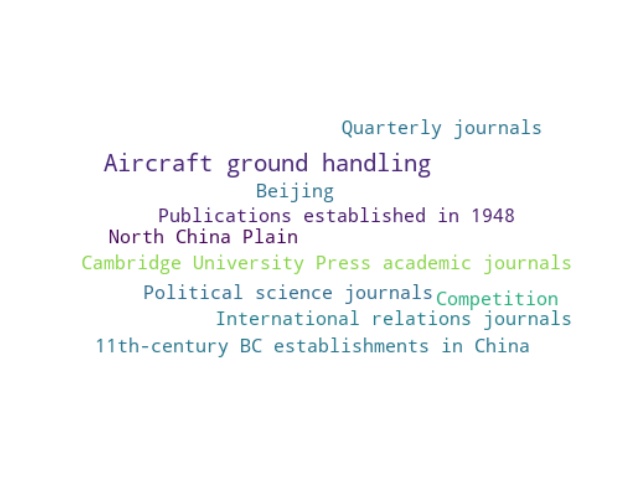 Quarterly journals
Aircraft ground handling
Beijing
Publications established in 1948
North China Plain
Cambridge University Press academic journals
Political science journals
Competition
International relations journals
11th-century BC establishments in China